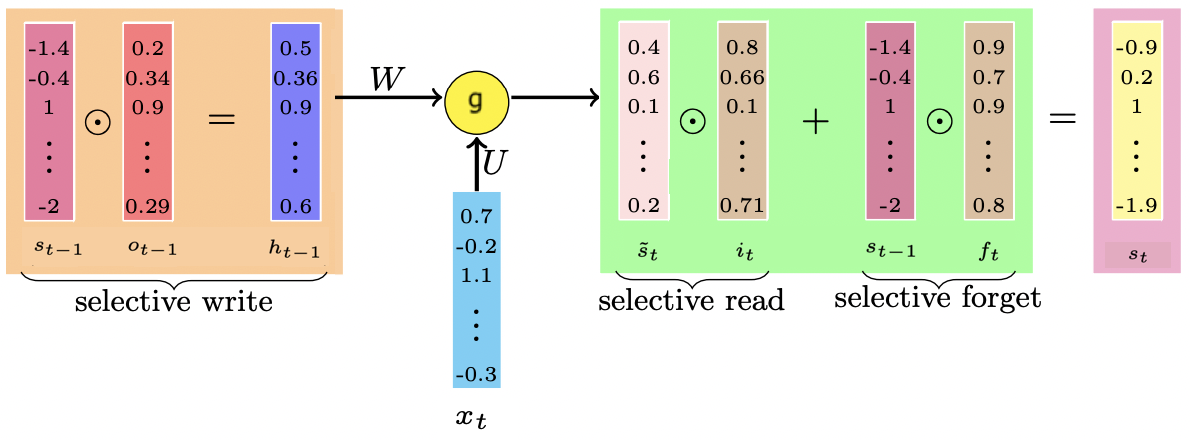 -1.4 0.2 0.5 0.4 0.8 -1.4 0.9 -0.9
-0.4 0.34 0.36 W g 0.6 0.66 -0.4 0.7 0.2
1 ⊙ 0.9 = 0.9 0.1 ⊙ 0.1 + 1 ⊙ 0.9 = 1
⋮ ⋮ ⋮ U ⋮ ⋮ ⋮ ⋮ ⋮
-2 0.29 0.6 0.2 0.71 -2 0.8 -1.9
s_{t−1} o_{t−1} h_{t−1} s̃_t i_t s_{t−1} f_t s_t
selective write selective read selective forget
0.7
-0.2
1.1
⋮
-0.3
x_t